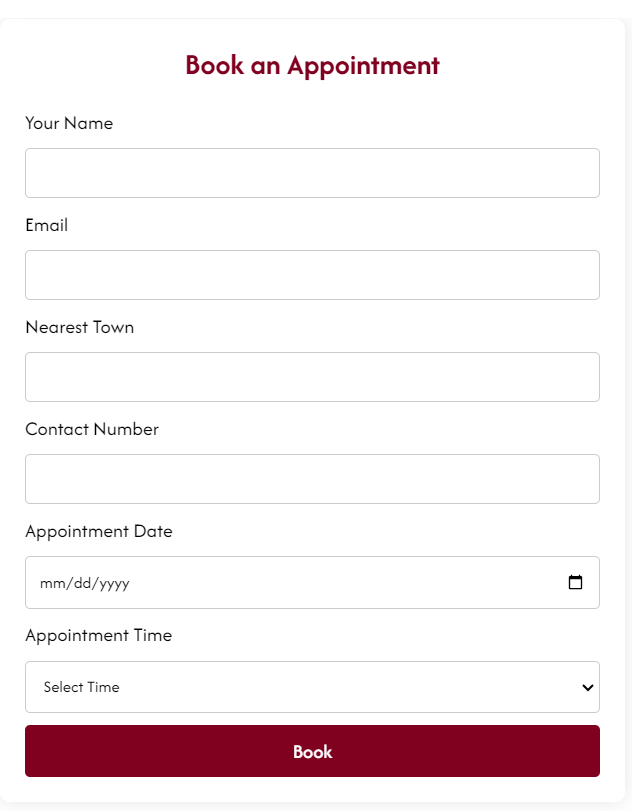 Book an Appointment
Your Name
Email
Nearest Town
Contact Number
Appointment Date
mm/dd/yyyy
Appointment Time
Select Time
Book